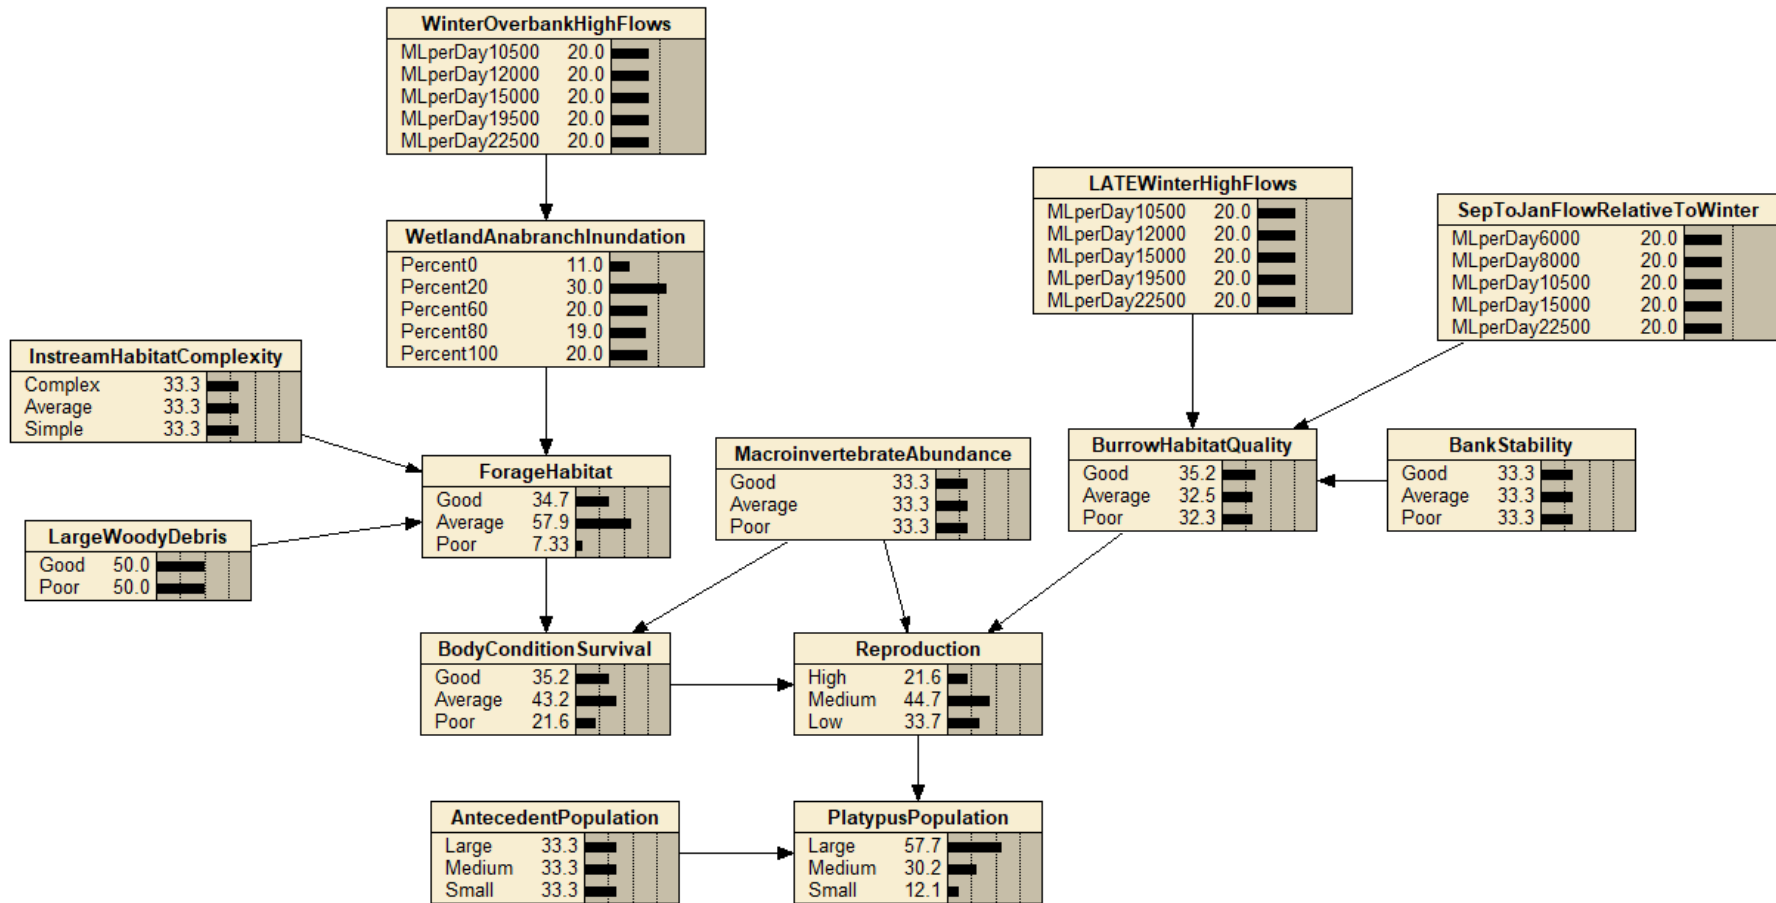 WinterOverbankHighFlows
MLperDay10500 20.0
MLperDay12000 20.0
MLperDay15000 20.0
MLperDay19500 20.0
MLperDay22500 20.0
LATEWinterHighFlows
MLperDay10500 20.0
MLperDay12000 20.0
MLperDay15000 20.0
MLperDay19500 20.0
MLperDay22500 20.0
SepToJanFlowRelativeToWinter
MLperDay6000 20.0
MLperDay8000 20.0
MLperDay10500 20.0
MLperDay15000 20.0
MLperDay22500 20.0
WetlandAnabranchInundation
Percent0 11.0
Percent20 30.0
Percent60 20.0
Percent80 19.0
Percent100 20.0
InstreamHabitatComplexity
Complex 33.3
Average 33.3
Simple 33.3
ForageHabitat
Good 34.7
Average 57.9
Poor 7.33
MacroinvertebrateAbundance
Good 33.3
Average 33.3
Poor 33.3
BurrowHabitatQuality
Good 35.2
Average 32.5
Poor 32.3
BankStability
Good 33.3
Average 33.3
Poor 33.3
LargeWoodyDebris
Good 50.0
Poor 50.0
BodyConditionSurvival
Good 35.2
Average 43.2
Poor 21.6
Reproduction
High 21.6
Medium 44.7
Low 33.7
AntecedentPopulation
Large 33.3
Medium 33.3
Small 33.3
PlatypusPopulation
Large 57.7
Medium 30.2
Small 12.1